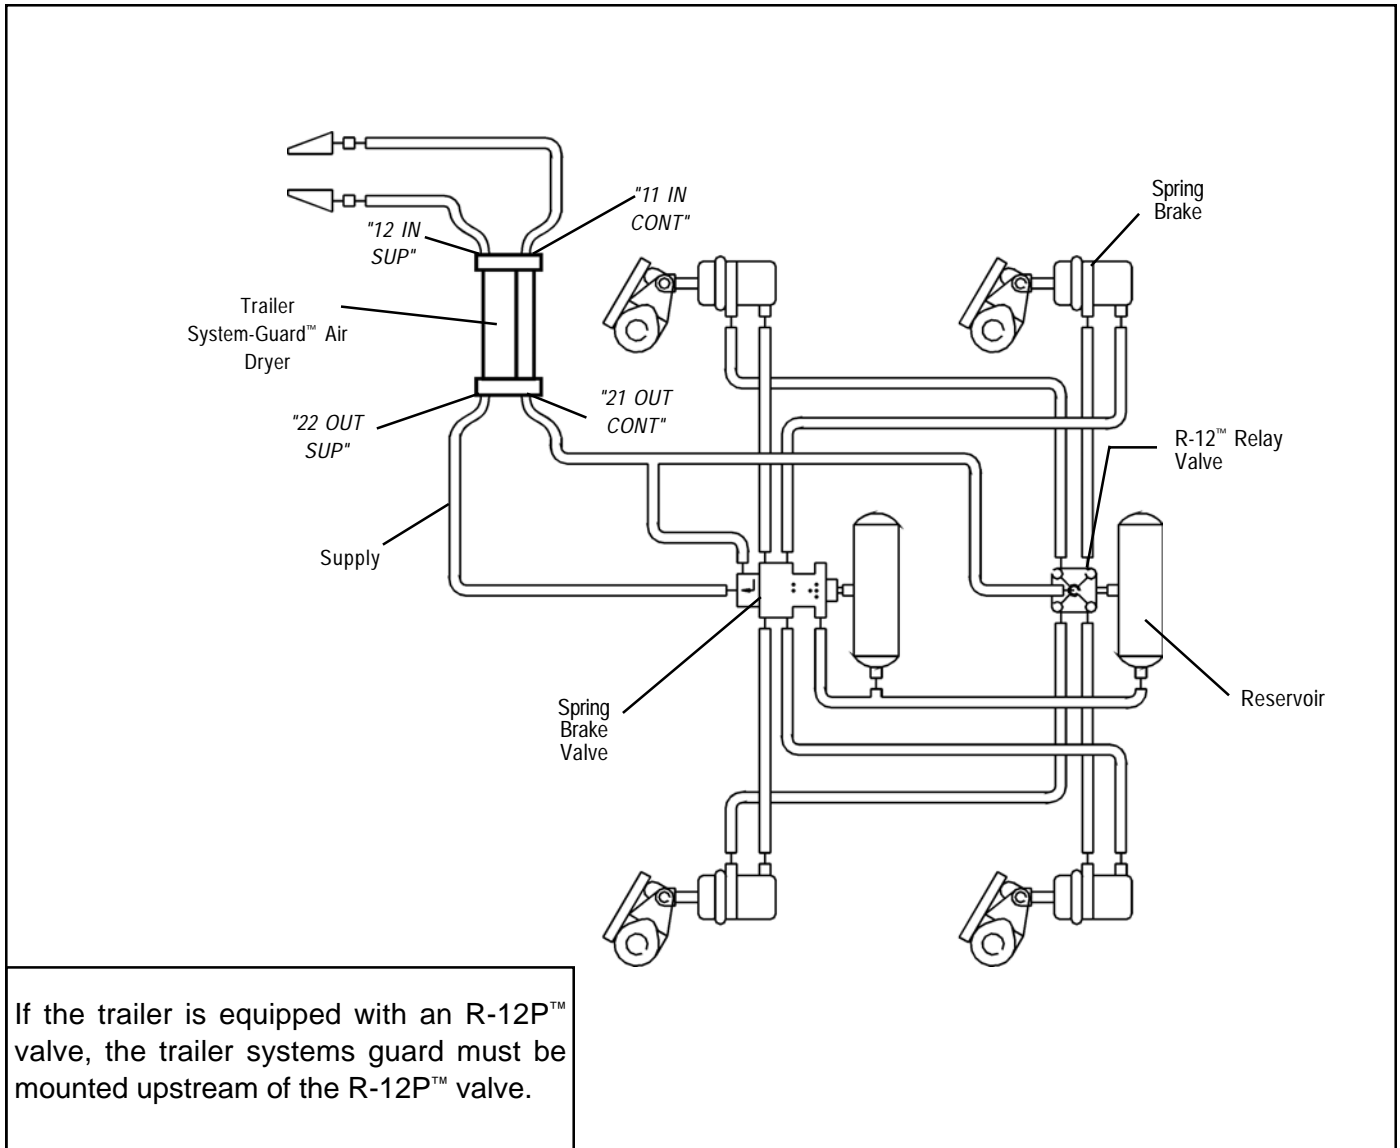 "11 IN
CONT"
Spring
Brake
"12 IN
SUP"
Trailer
System-Guard™ Air
Dryer
"21 OUT
CONT"
"22 OUT
SUP"
R-12™ Relay
Valve
Supply
Spring
Brake
Valve
Reservoir
If the trailer is equipped with an R-12P™
valve, the trailer systems guard must be
mounted upstream of the R-12P™ valve.